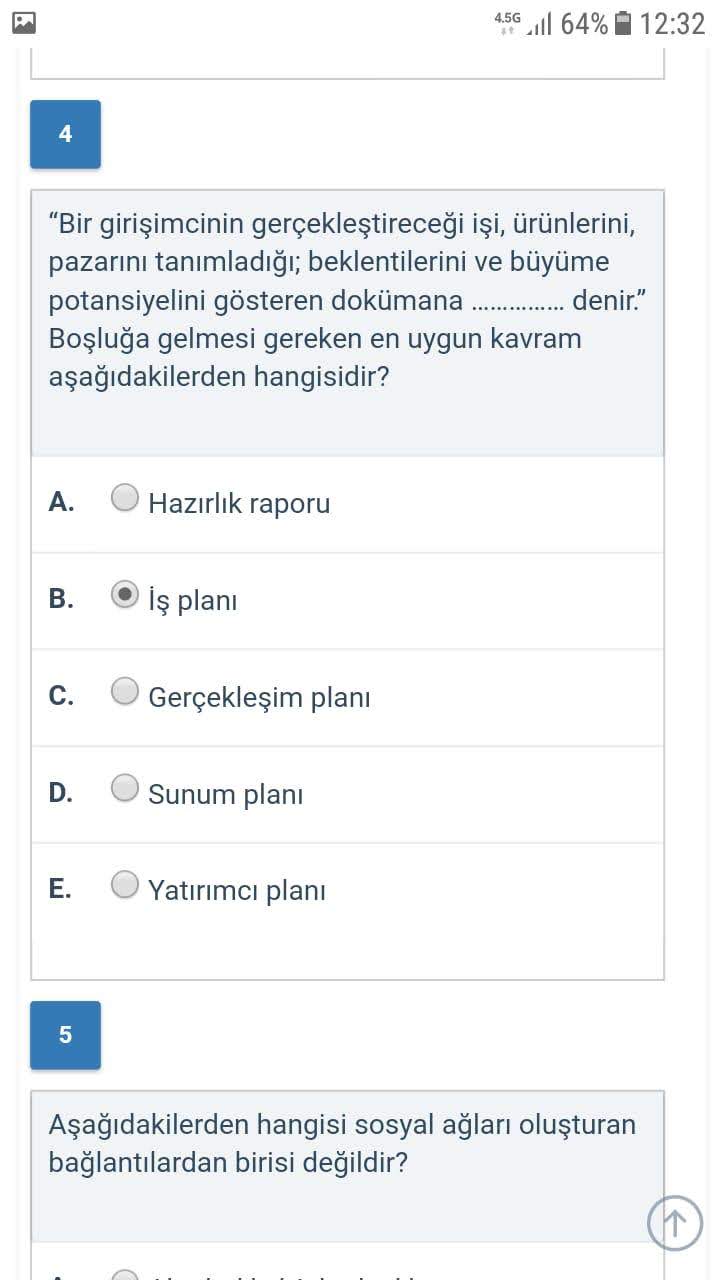 4.5G 64% 12:32
4
“Bir girişimcinin gerçekleştireceği işi, ürünlerini,
pazarını tanımladığı; beklentilerini ve büyüme
potansiyelini gösteren dokümana ............... denir.”
Boşluğa gelmesi gereken en uygun kavram
aşağıdakilerden hangisidir?
A. Hazırlık raporu
B. İş planı
C. Gerçekleşim planı
D. Sunum planı
E. Yatırımcı planı
5
Aşağıdakilerden hangisi sosyal ağları oluşturan
bağlantılardan birisi değildir?